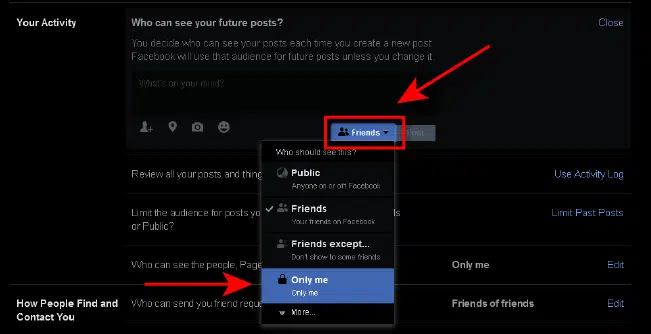 Your Activity
Who can see your future posts?
Close
You decide who can see your posts each time you create a new post
Facebook will use that audience for future posts unless you change it
What's on your mind?
Friends
Who should see this?
Public
Anyone on or off Facebook
Review all your posts and thing
Use Activity Log
Friends
Your friends on Facebook
Limit the audience for posts yo
ds
or Public?
Limit Past Posts
Friends except...
Don't show to some friends
Who can see the people, Page
Only me
Edit
Only me
Only me
How People Find and
Contact You
Who can send you friend reque
Friends of friends
Edit
More...